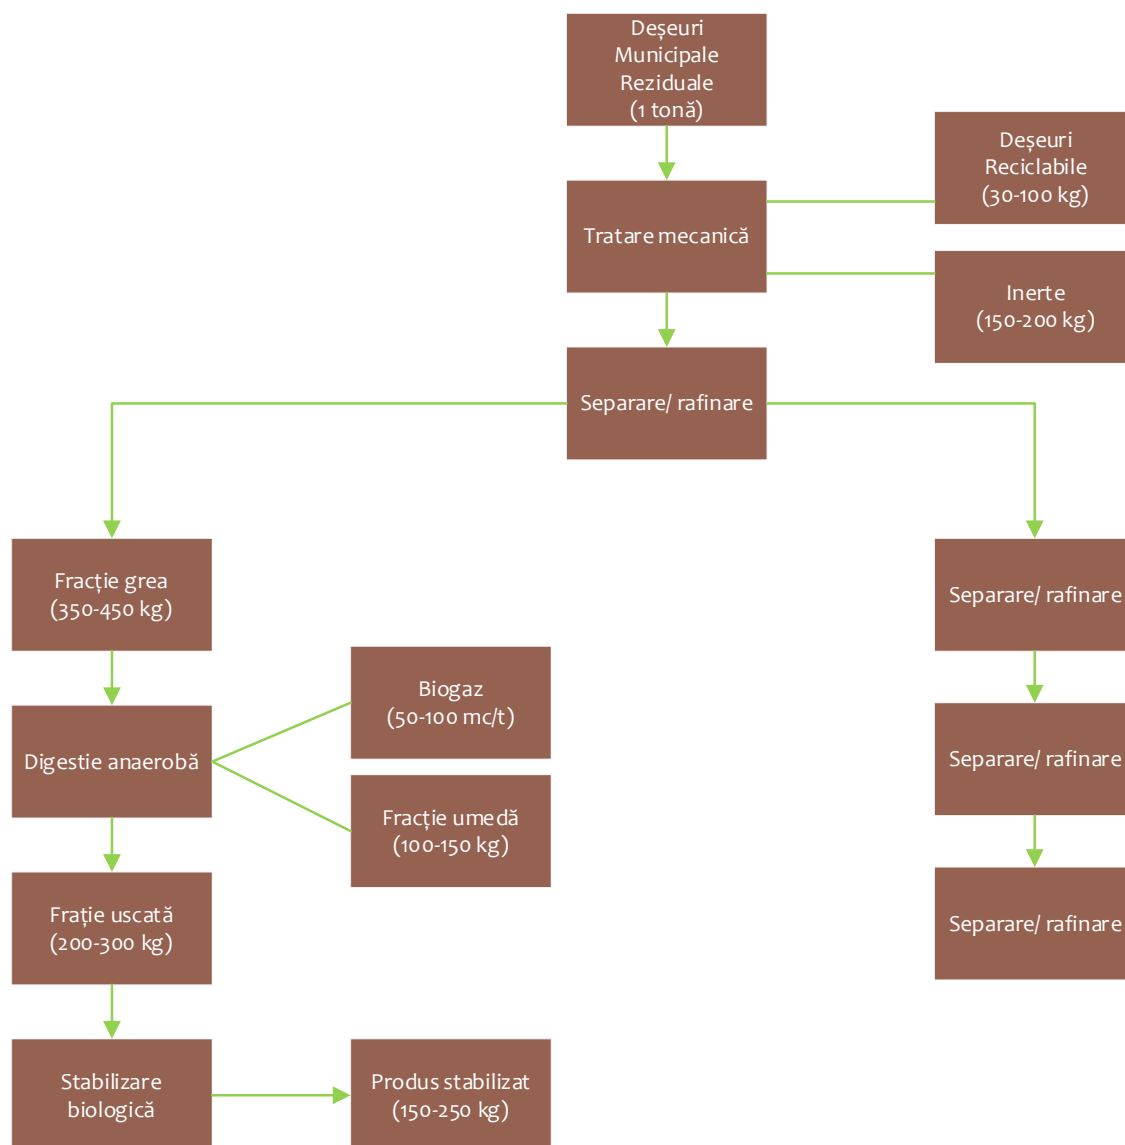 Deșeuri
Municipale
Reziduale
(1 tonă)
Deșeuri
Reciclabile
(30-100 kg)
Tratare mecanică
Inerte
(150-200 kg)
Separare/ rafinare
Fracție grea
(350-450 kg)
Separare/ rafinare
Biogaz
(50-100 mc/t)
Digestie anaerobă
Separare/ rafinare
Fracție umedă
(100-150 kg)
Frație uscată
(200-300 kg)
Separare/ rafinare
Stabilizare
biologică
Produs stabilizat
(150-250 kg)